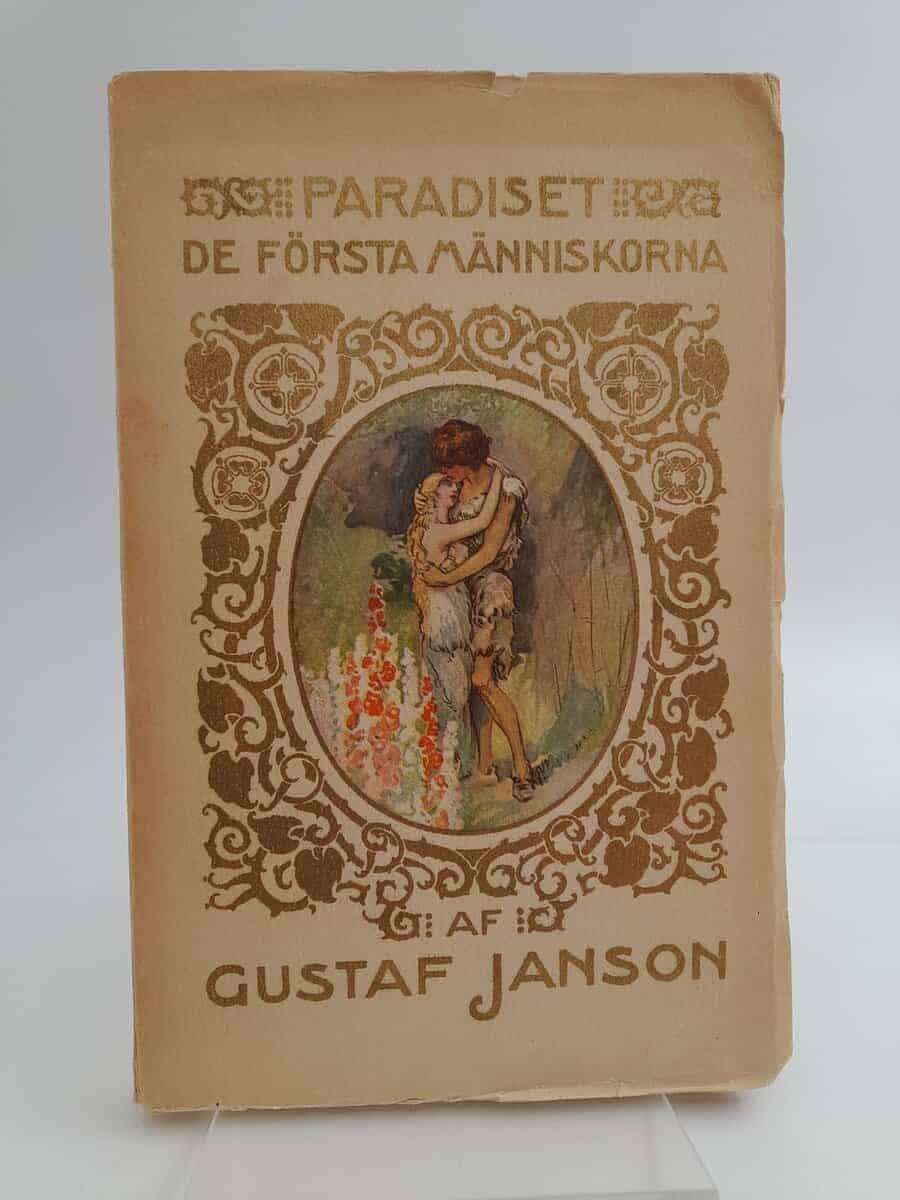 PARADISET
DE FÖRSTA MÄNNISKORNA
AF
GUSTAF JANSON